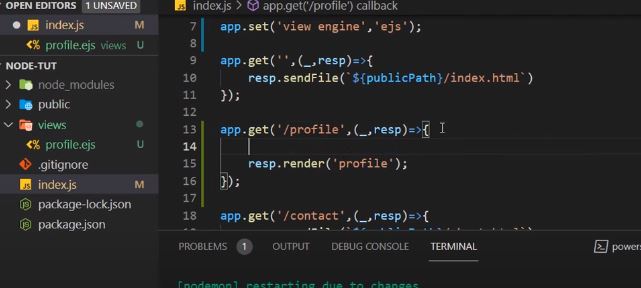 OPEN EDITORS 1 UNSAVED
JS index.js M
<%> profile.ejs views U
NODE-TUT
node_modules
public
views
<%> profile.ejs U
.gitignore
JS index.js M
package-lock.json
package.json
JS index.js > app.get('/profile') callback
7 app.set('view engine','ejs');
8
9 app.get('',(_,resp)=>{
10 resp.sendFile(`${publicPath}/index.html`)
11 });
12
13 app.get('/profile',(_,resp)=>{
14
15 resp.render('profile');
16 });
17
18 app.get('/contact',(_,resp)=>{
PROBLEMS 1 OUTPUT DEBUG CONSOLE TERMINAL powers
[nodemon] restarting due to changes